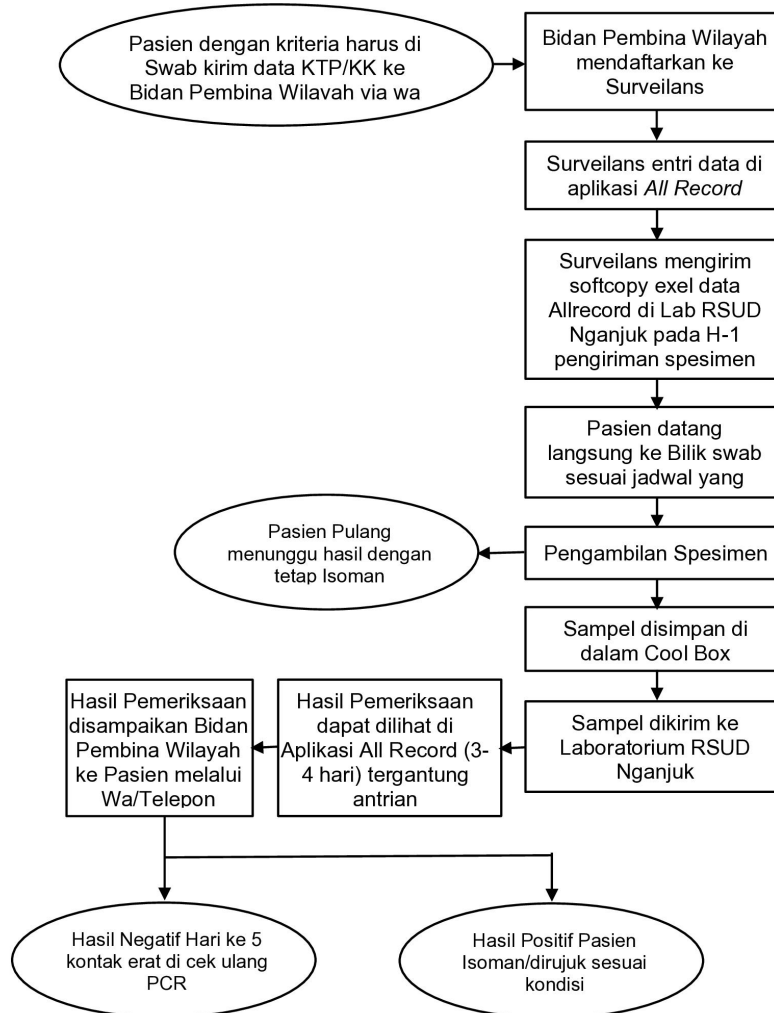 Pasien dengan kriteria harus di
Swab kirim data KTP/KK ke
Bidan Pembina Wilayah via wa
Bidan Pembina Wilayah
mendaftarkan ke
Surveilans
Surveilans entri data di
aplikasi All Record
Surveilans mengirim
softcopy exel data
Allrecord di Lab RSUD
Nganjuk pada H-1
pengiriman spesimen
Pasien datang
langsung ke Bilik swab
sesuai jadwal yang
Pengambilan Spesimen
Pasien Pulang
menunggu hasil dengan
tetap Isoman
Sampel disimpan di
dalam Cool Box
Sampel dikirim ke
Laboratorium RSUD
Nganjuk
Hasil Pemeriksaan
dapat dilihat di
Aplikasi All Record (3-
4 hari) tergantung
antrian
Hasil Pemeriksaan
disampaikan Bidan
Pembina Wilayah
ke Pasien melalui
Wa/Telepon
Hasil Negatif Hari ke 5
kontak erat di cek ulang
PCR
Hasil Positif Pasien
Isoman/dirujuk sesuai
kondisi